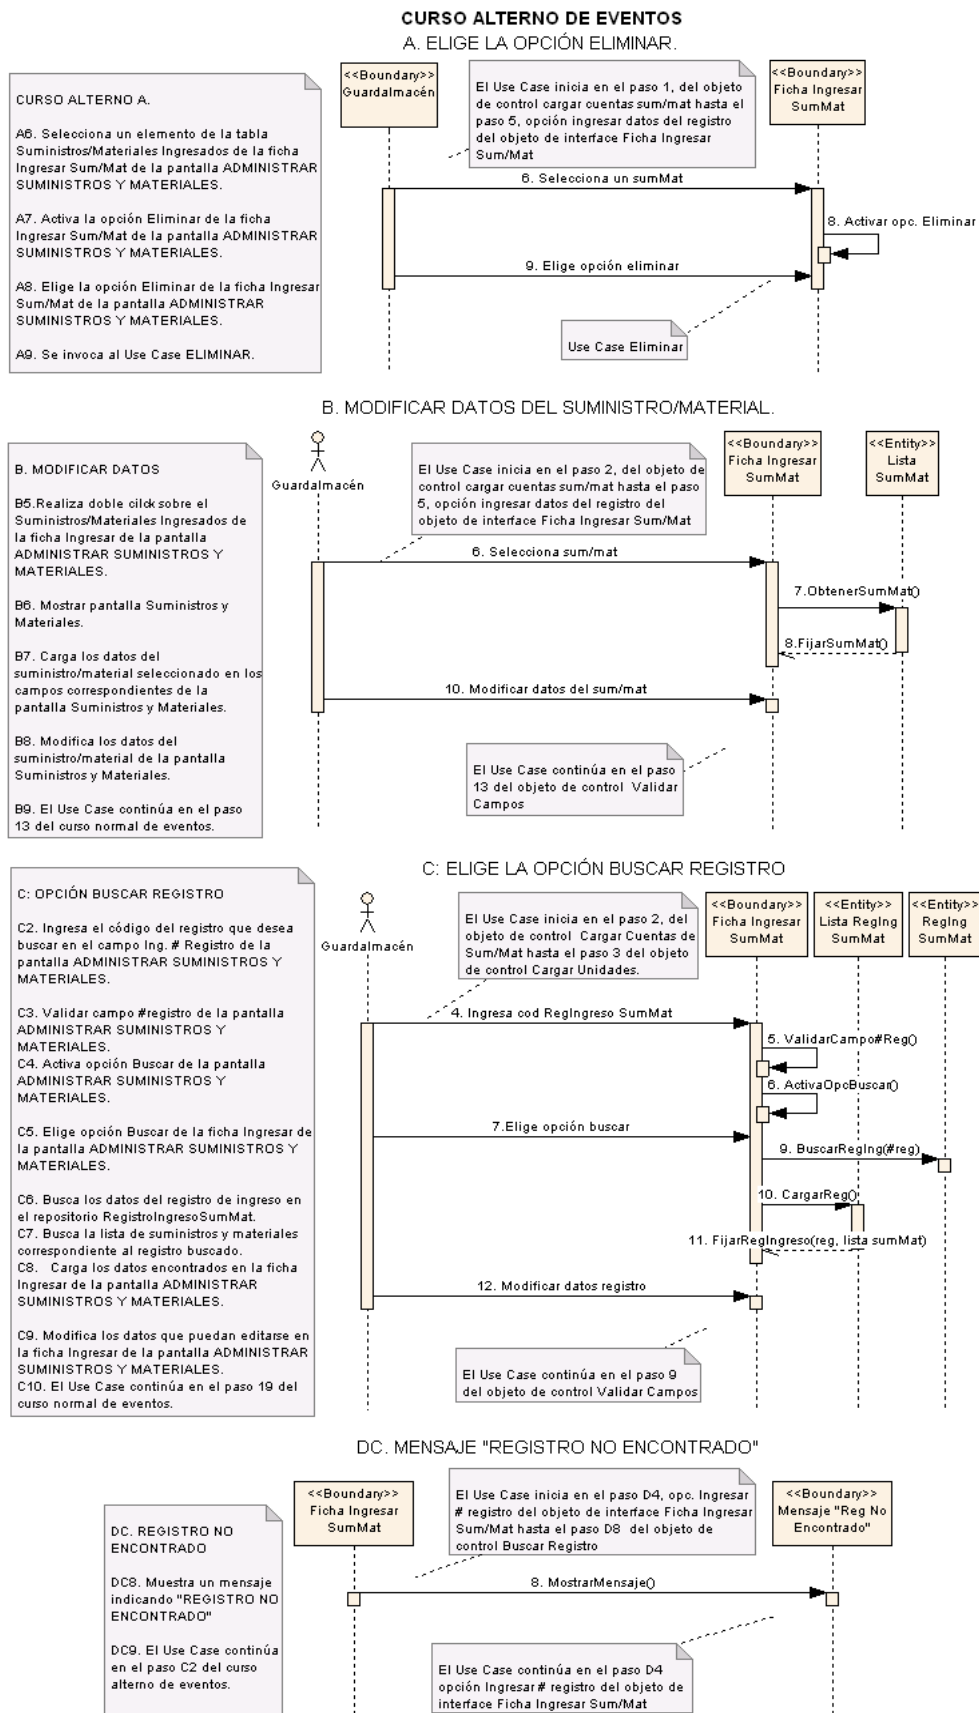 CURSO ALTERNO DE EVENTOS
A. ELIGE LA OPCIÓN ELIMINAR.
CURSO ALTERNO A.
A6. Selecciona un elemento de la tabla
Suministros/Materiales Ingresados de la ficha
Ingresar Sum/Mat de la pantalla ADMINISTRAR
SUMINISTROS Y MATERIALES.
A7. Activa la opción Eliminar de la ficha
Ingresar Sum/Mat de la pantalla ADMINISTRAR
SUMINISTROS Y MATERIALES.
A8. Elige la opción Eliminar de la ficha Ingresar
Sum/Mat de la pantalla ADMINISTRAR
SUMINISTROS Y MATERIALES.
A9. Se invoca al Use Case ELIMINAR.
<<Boundary>>
Guardalmacén
El Use Case inicia en el paso 1, del objeto
de control cargar cuentas sum/mat hasta el
paso 5, opción ingresar datos del registro
del objeto de interface Ficha Ingresar
Sum/Mat
<<Boundary>>
Ficha Ingresar
SumMat
6. Selecciona un sumMat
8. Activar opc. Eliminar
9. Elige opción eliminar
Use Case Eliminar
B. MODIFICAR DATOS DEL SUMINISTRO/MATERIAL.
B. MODIFICAR DATOS
B5.Realiza doble cilck sobre el
Suministros/Materiales Ingresados de
la ficha Ingresar de la pantalla
ADMINISTRAR SUMINISTROS Y
MATERIALES.
B6. Mostrar pantalla Suministros y
Materiales.
B7. Carga los datos del
suministro/material seleccionado en los
campos correspondientes de la
pantalla Suministros y Materiales.
B8. Modifica los datos del
suministro/material de la pantalla
Suministros y Materiales.
B9. El Use Case continúa en el paso
13 del curso normal de eventos.
Guardalmacén
El Use Case inicia en el paso 2, del objeto de
control cargar cuentas sum/mat hasta el paso
5, opción ingresar datos del registro del
objeto de interface Ficha Ingresar Sum/Mat
<<Boundary>>
Ficha Ingresar
SumMat
<<Entity>>
Lista
SumMat
6. Selecciona sum/mat
7.ObtenerSumMat()
8.FijarSumMat()
10. Modificar datos del sum/mat
El Use Case continúa en el paso
13 del objeto de control Validar
Campos
C: ELIGE LA OPCIÓN BUSCAR REGISTRO
C: OPCIÓN BUSCAR REGISTRO
C2. Ingresa el código del registro que desea
buscar en el campo Ing. # Registro de la
pantalla ADMINISTRAR SUMINISTROS Y
MATERIALES.
C3. Validar campo #registro de la pantalla
ADMINISTRAR SUMINISTROS Y
MATERIALES.
C4. Activa opción Buscar de la pantalla
ADMINISTRAR SUMINISTROS Y
MATERIALES.
C5. Elige opción Buscar de la ficha Ingresar de
la pantalla ADMINISTRAR SUMINISTROS Y
MATERIALES.
C6. Busca los datos del registro de ingreso en
el repositorio RegistroIngresoSumMat.
C7. Busca la lista de suministros y materiales
correspondiente al registro buscado.
C8. Carga los datos encontrados en la ficha
Ingresar de la pantalla ADMINISTRAR
SUMINISTROS Y MATERIALES.
C9. Modifica los datos que puedan editarse en
la ficha Ingresar de la pantalla ADMINISTRAR
SUMINISTROS Y MATERIALES.
C10. El Use Case continúa en el paso 19 del
curso normal de eventos.
Guardalmacén
El Use Case inicia en el paso 2, del
objeto de control Cargar Cuentas de
Sum/Mat hasta el paso 3 del objeto
de control Cargar Unidades.
<<Boundary>>
Ficha Ingresar
SumMat
<<Entity>>
Lista RegIng
SumMat
<<Entity>>
RegIng
SumMat
4. Ingresa cod RegIngreso SumMat
5. ValidarCampo#Reg()
6. ActivaOpcBuscar()
7.Elige opción buscar
9. BuscarRegIng(#reg)
10. CargarReg()
11. FijarRegIngreso(reg, lista sumMat)
12. Modificar datos registro
El Use Case continúa en el paso 9
del objeto de control Validar Campos
DC. MENSAJE "REGISTRO NO ENCONTRADO"
DC. REGISTRO NO
ENCONTRADO
DC8. Muestra un mensaje
indicando "REGISTRO NO
ENCONTRADO"
DC9. El Use Case continúa
en el paso C2 del curso
alterno de eventos.
<<Boundary>>
Ficha Ingresar
SumMat
El Use Case inicia en el paso D4, opc. Ingresar
# registro del objeto de interface Ficha Ingresar
Sum/Mat hasta el paso D8 del objeto de
control Buscar Registro
<<Boundary>>
Mensaje "Reg No
Encontrado"
8. MostrarMensaje()
El Use Case continúa en el paso D4
opción Ingresar # registro del objeto de
interface Ficha Ingresar Sum/Mat